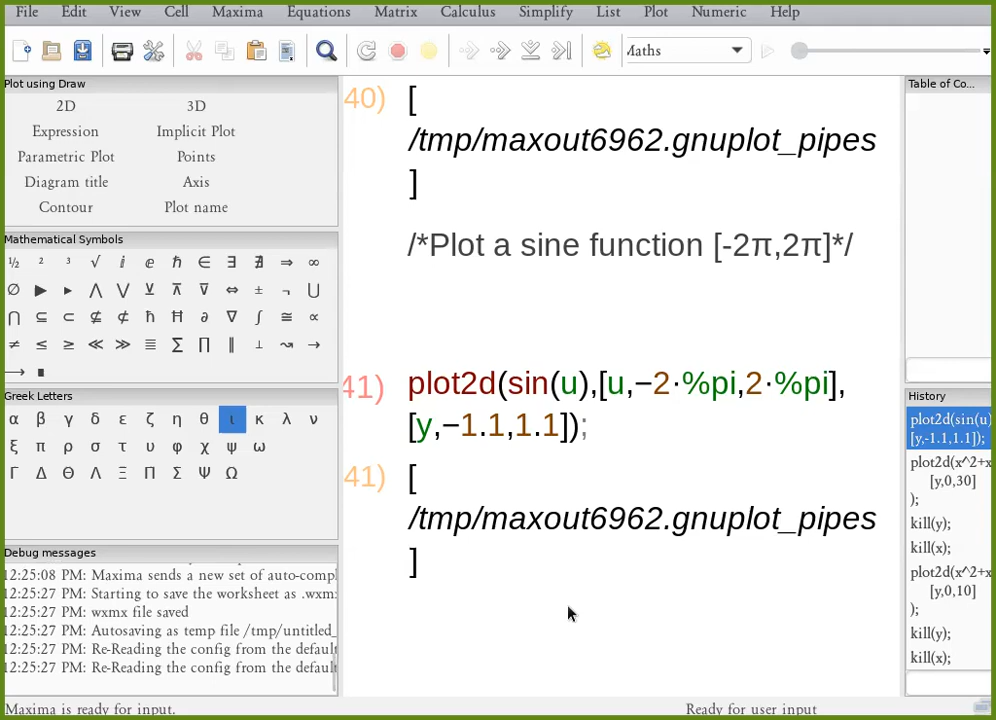 File Edit View Cell Maxima Equations Matrix Calculus Simplify List Plot Numeric Help
Maths
Plot using Draw
2D 3D
Expression Implicit Plot
Parametric Plot Points
Diagram title Axis
Contour Plot name
Mathematical Symbols
½ ² ³ √ ⅈ ℯ ℏ ∈ ∃ ∄ ⇒ ∞
∅ ▶ ▸ ⋀ ⋁ ⊻ ⊼ ⊽ ⇔ ± ¬ ⋃
⋂ ⊆ ⊂ ⊈ ⊄ ħ Ħ ∂ ∇ ∫ ≅ ∝
≠ ≤ ≥ ≪ ≫ ≣ ∑ ∏ ∥ ⟂ ↝ →
⟶ ∎
Greek Letters
α β γ δ ε ζ η θ ι κ λ ν
ξ π ρ σ τ υ φ χ ψ ω
Γ Δ Θ Λ Ξ Π Σ Ψ Ω
Debug messages
12:25:08 PM: Maxima sends a new set of auto-compl
12:25:27 PM: Starting to save the worksheet as .wxm
12:25:27 PM: wxmx file saved
12:25:27 PM: Autosaving as temp file /tmp/untitled_
12:25:27 PM: Re-Reading the config from the default
12:25:27 PM: Re-Reading the config from the default
40) [
/tmp/maxout6962.gnuplot_pipes
]
/*Plot a sine function [-2π,2π]*/
41) plot2d(sin(u),[u,−2·%pi,2·%pi],
[y,−1.1,1.1]);
41) [
/tmp/maxout6962.gnuplot_pipes
]
Table of Co...
History
plot2d(sin(u)
[y,-1.1,1.1]);
plot2d(x^2+x
[y,0,30]
);
kill(y);
kill(x);
plot2d(x^2+x
[y,0,10]
);
kill(y);
kill(x);
Maxima is ready for input. Ready for user input